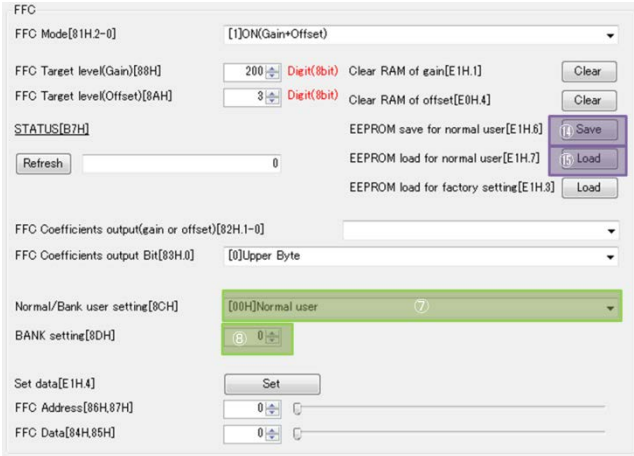 FFC
FFC Mode[81H.2-0] [1]ON(Gain+Offset)
FFC Target level(Gain)[88H] 200 Digit(8bit) Clear RAM of gain[E1H.1] Clear
FFC Target level(Offset)[8AH] 3 Digit(8bit) Clear RAM of offset[E0H.4] Clear
STATUS[B7H] EEPROM save for normal user[E1H.6] ⑭ Save
Refresh 0 EEPROM load for normal user[E1H.7] ⑮ Load
EEPROM load for factory setting[E1H.3] Load
FFC Coefficients output(gain or offset)[82H.1-0]
FFC Coefficients output Bit[83H.0] [0]Upper Byte
Normal/Bank user setting[8CH] [00H]Normal user ⑦
BANK setting[8DH] ⑧ 0
Set data[E1H.4] Set
FFC Address[86H,87H] 0
FFC Data[84H,85H] 0